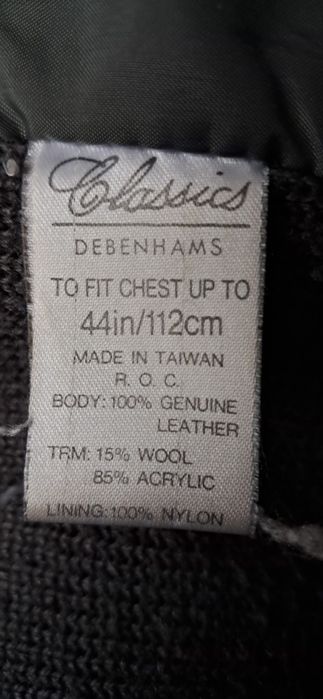 Classics
DEBENHAMS
TO FIT CHEST UP TO
44in/112cm
MADE IN TAIWAN
R. O. C.
BODY: 100% GENUINE
LEATHER
TRM: 15% WOOL
85% ACRYLIC
LINING: 100% NYLON